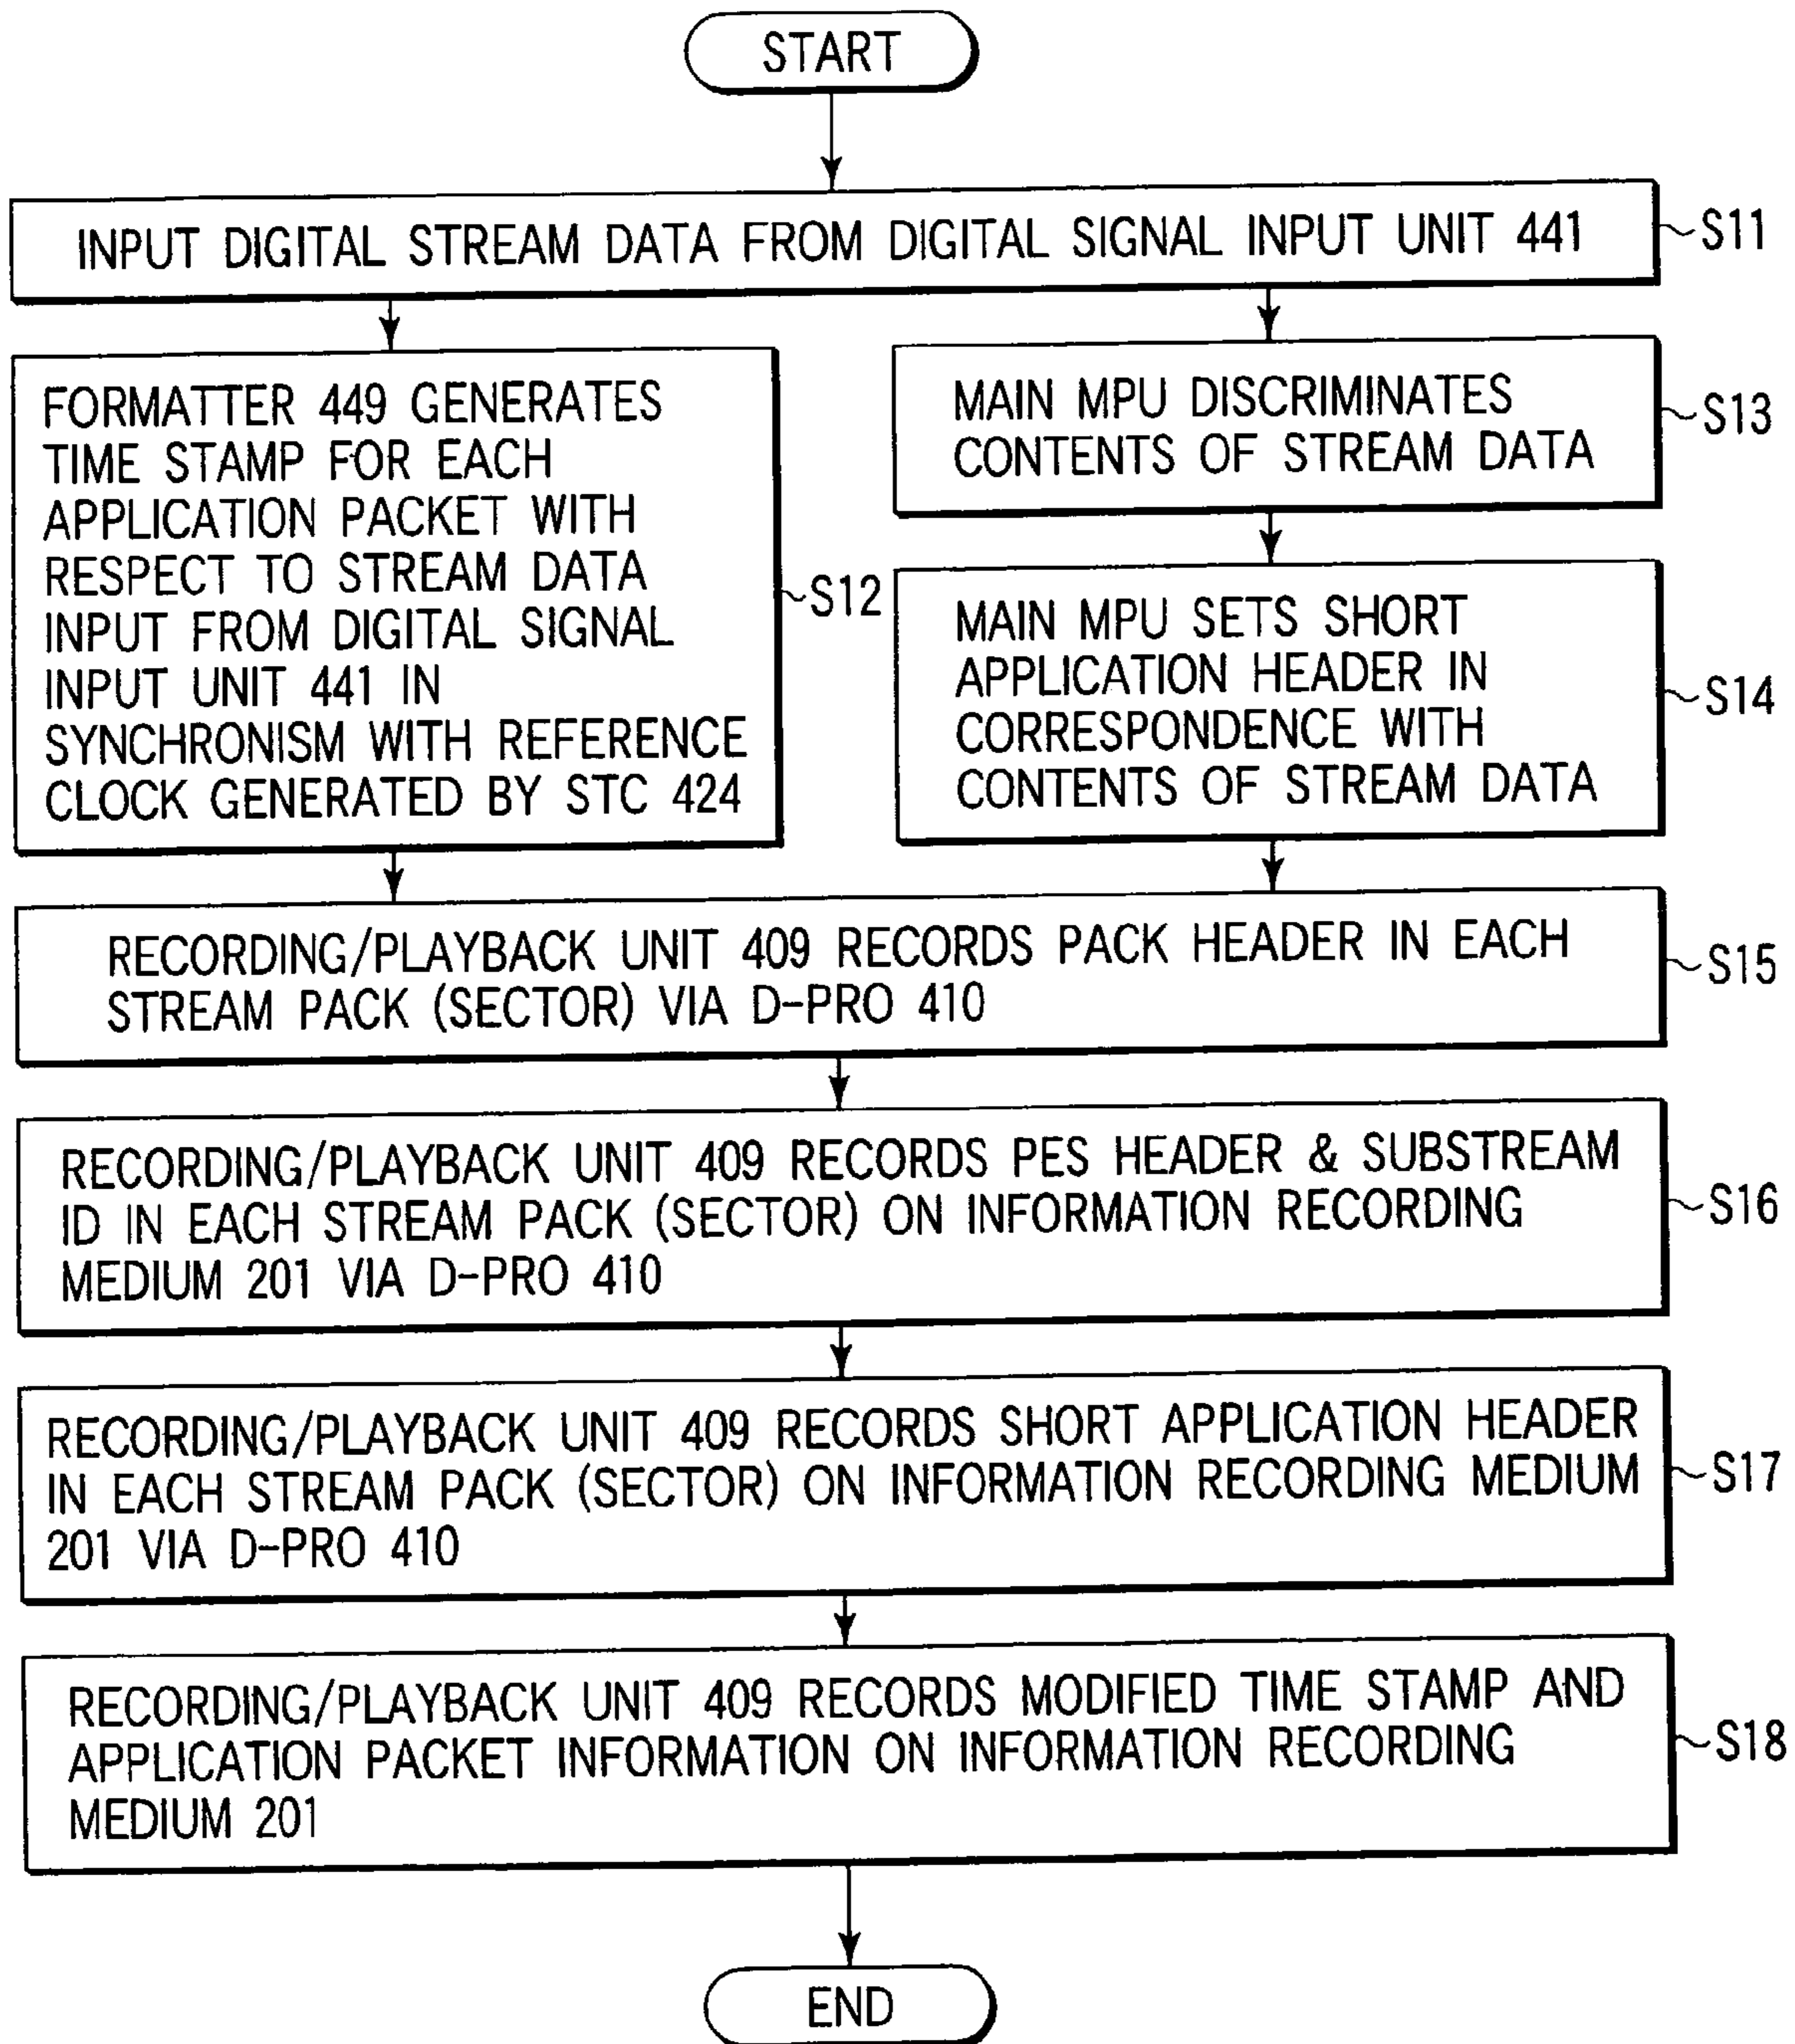 START
INPUT DIGITAL STREAM DATA FROM DIGITAL SIGNAL INPUT UNIT 441
S11
FORMATTER 449 GENERATES
TIME STAMP FOR EACH
APPLICATION PACKET WITH
RESPECT TO STREAM DATA
INPUT FROM DIGITAL SIGNAL
INPUT UNIT 441 IN
SYNCHRONISM WITH REFERENCE
CLOCK GENERATED BY STC 424
S12
MAIN MPU DISCRIMINATES
CONTENTS OF STREAM DATA
S13
MAIN MPU SETS SHORT
APPLICATION HEADER IN
CORRESPONDENCE WITH
CONTENTS OF STREAM DATA
S14
RECORDING/PLAYBACK UNIT 409 RECORDS PACK HEADER IN EACH
STREAM PACK (SECTOR) VIA D-PRO 410
S15
RECORDING/PLAYBACK UNIT 409 RECORDS PES HEADER & SUBSTREAM
ID IN EACH STREAM PACK (SECTOR) ON INFORMATION RECORDING
MEDIUM 201 VIA D-PRO 410
S16
RECORDING/PLAYBACK UNIT 409 RECORDS SHORT APPLICATION HEADER
IN EACH STREAM PACK (SECTOR) ON INFORMATION RECORDING MEDIUM
201 VIA D-PRO 410
S17
RECORDING/PLAYBACK UNIT 409 RECORDS MODIFIED TIME STAMP AND
APPLICATION PACKET INFORMATION ON INFORMATION RECORDING
MEDIUM 201
S18
END